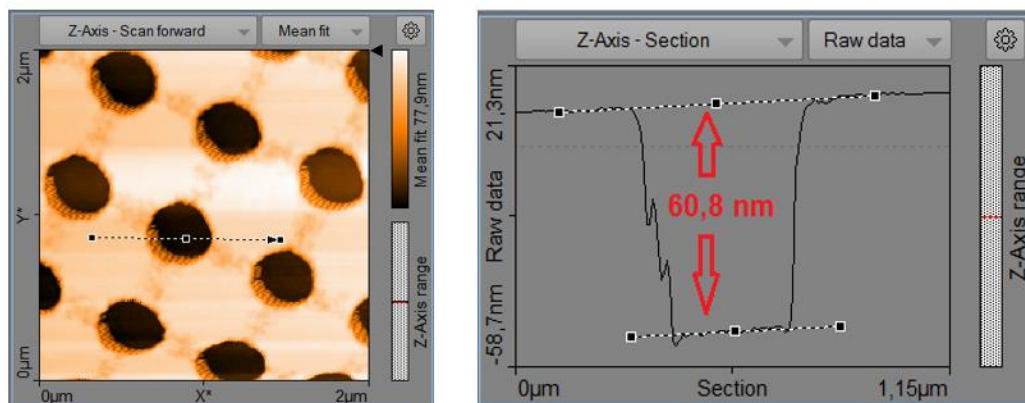 Z-Axis - Scan forward
Mean fit
2µm
Y*
0µm
0µm
X*
2µm
Mean fit 77,9nm
Z-Axis range
Z-Axis - Section
Raw data
21,3nm
Raw data
-58,7nm
60,8 nm
0µm
Section
1,15µm
Z-Axis range